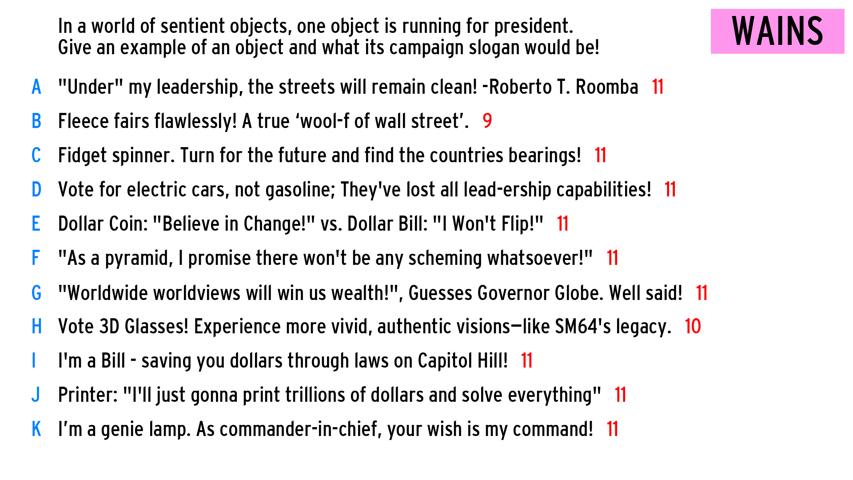 In a world of sentient objects, one object is running for president.
Give an example of an object and what its campaign slogan would be!
WAINS
A "Under" my leadership, the streets will remain clean! -Roberto T. Roomba 11
B Fleece fairs flawlessly! A true ‘wool-f of wall street’. 9
C Fidget spinner. Turn for the future and find the countries bearings! 11
D Vote for electric cars, not gasoline; They've lost all lead-ership capabilities! 11
E Dollar Coin: "Believe in Change!" vs. Dollar Bill: "I Won't Flip!" 11
F "As a pyramid, I promise there won't be any scheming whatsoever!" 11
G "Worldwide worldviews will win us wealth!", Guesses Governor Globe. Well said! 11
H Vote 3D Glasses! Experience more vivid, authentic visions—like SM64's legacy. 10
I I'm a Bill - saving you dollars through laws on Capitol Hill! 11
J Printer: "I'll just gonna print trillions of dollars and solve everything" 11
K I’m a genie lamp. As commander-in-chief, your wish is my command! 11